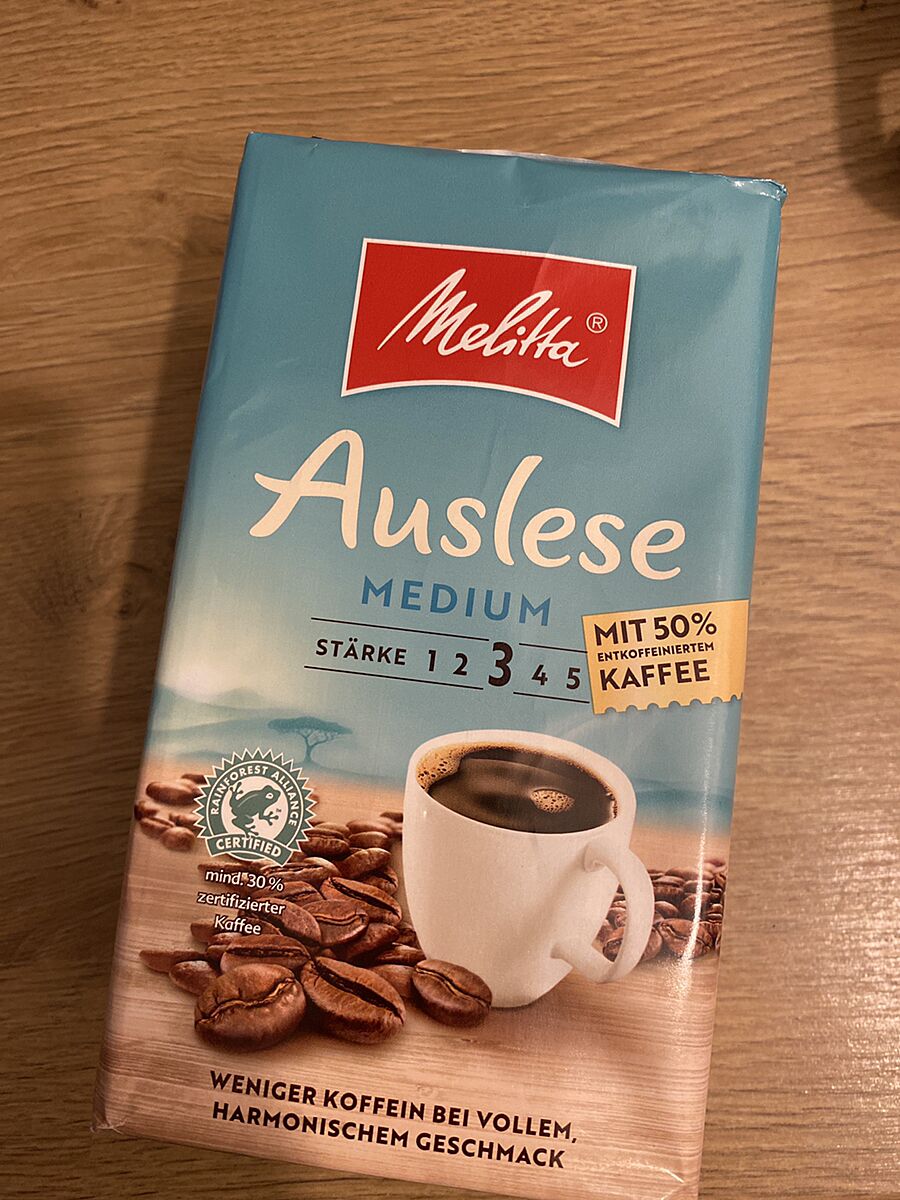 Melitta®
Auslese
MEDIUM
STÄRKE 1 2 3 4 5
MIT 50%
ENTKOFFEINIERTEM
KAFFEE
RAINFOREST ALLIANCE
CERTIFIED
mind. 30 %
zertifizierter
Kaffee
WENIGER KOFFEIN BEI VOLLEM,
HARMONISCHEM GESCHMACK